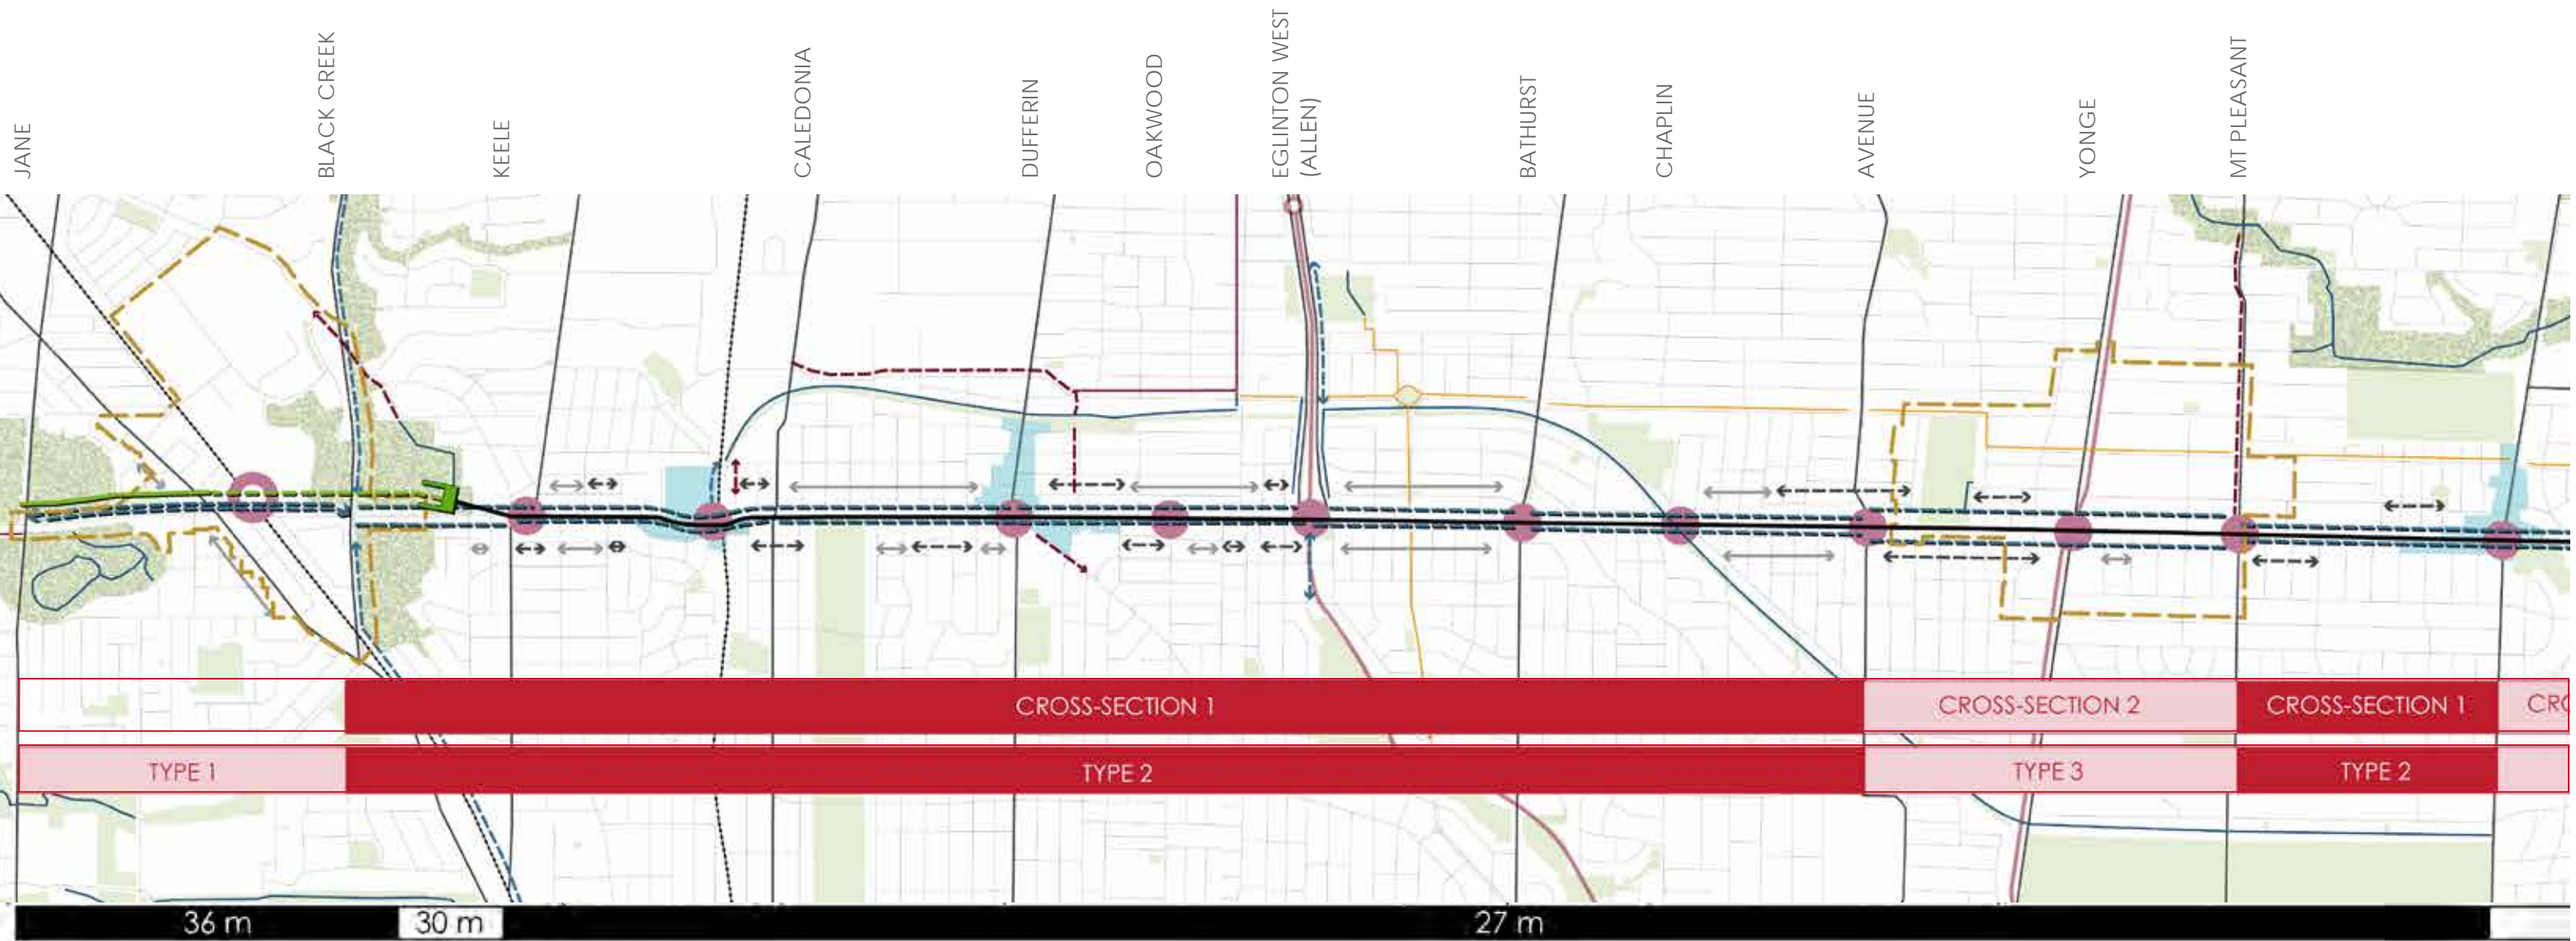 JANE
BLACK CREEK
KEELE
CALEDONIA
DUFFERIN
OAKWOOD
EGLINTON WEST
(ALLEN)
BATHURST
CHAPLIN
AVENUE
YONGE
MT PLEASANT
CROSS-SECTION 1
CROSS-SECTION 2
CROSS-SECTION 1
CRO
TYPE 1
TYPE 2
TYPE 3
TYPE 2
36 m
30 m
27 m